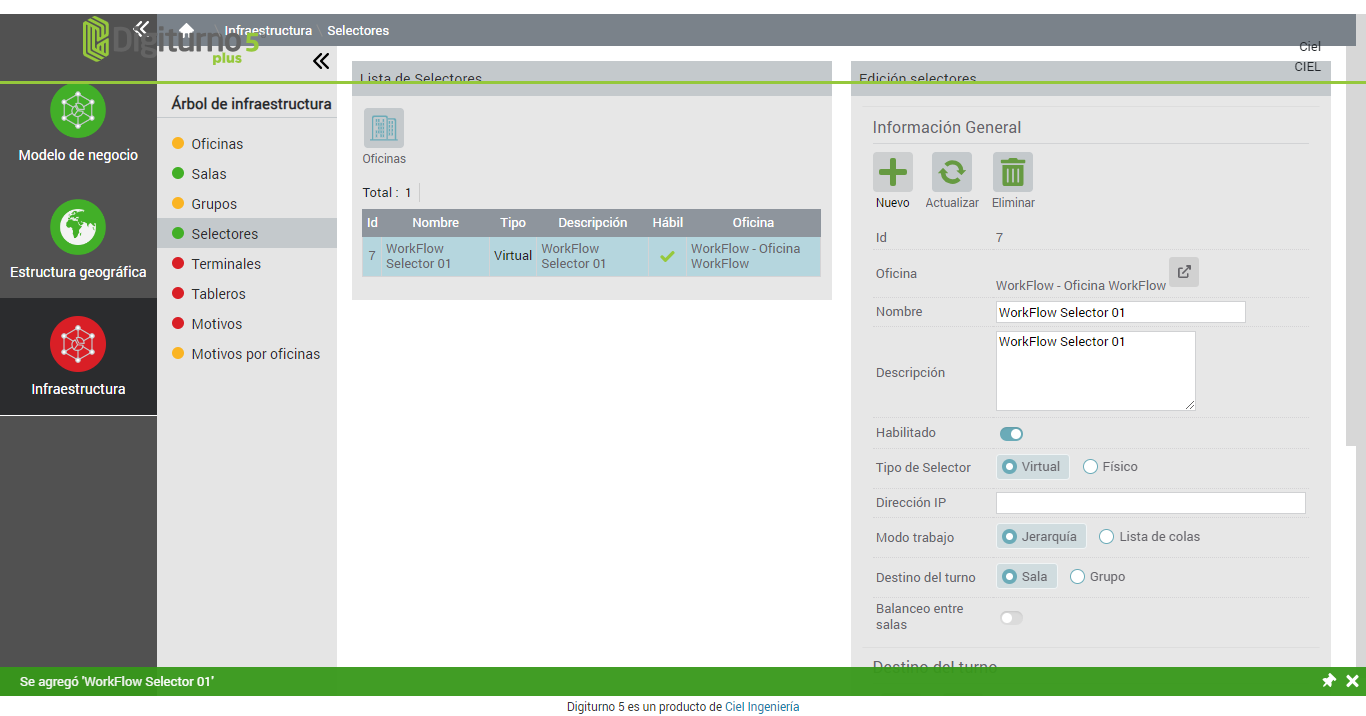 Digiturno 5
plus
Infraestructura
Selectores
Ciel
CIEL
Modelo de negocio
Estructura geográfica
Infraestructura
Árbol de infraestructura
Oficinas
Salas
Grupos
Selectores
Terminales
Tableros
Motivos
Motivos por oficinas
Lista de Selectores
Oficinas
Total : 1
Id Nombre Tipo Descripción Hábil Oficina
7 WorkFlow Selector 01 Virtual WorkFlow Selector 01 WorkFlow - Oficina WorkFlow
Edición selectores
Información General
Nuevo Actualizar Eliminar
Id 7
Oficina WorkFlow - Oficina WorkFlow
Nombre WorkFlow Selector 01
Descripción WorkFlow Selector 01
Habilitado
Tipo de Selector Virtual Físico
Dirección IP
Modo trabajo Jerarquía Lista de colas
Destino del turno Sala Grupo
Balanceo entre
salas
Destino del turno
Se agregó 'WorkFlow Selector 01'
Digiturno 5 es un producto de Ciel Ingeniería